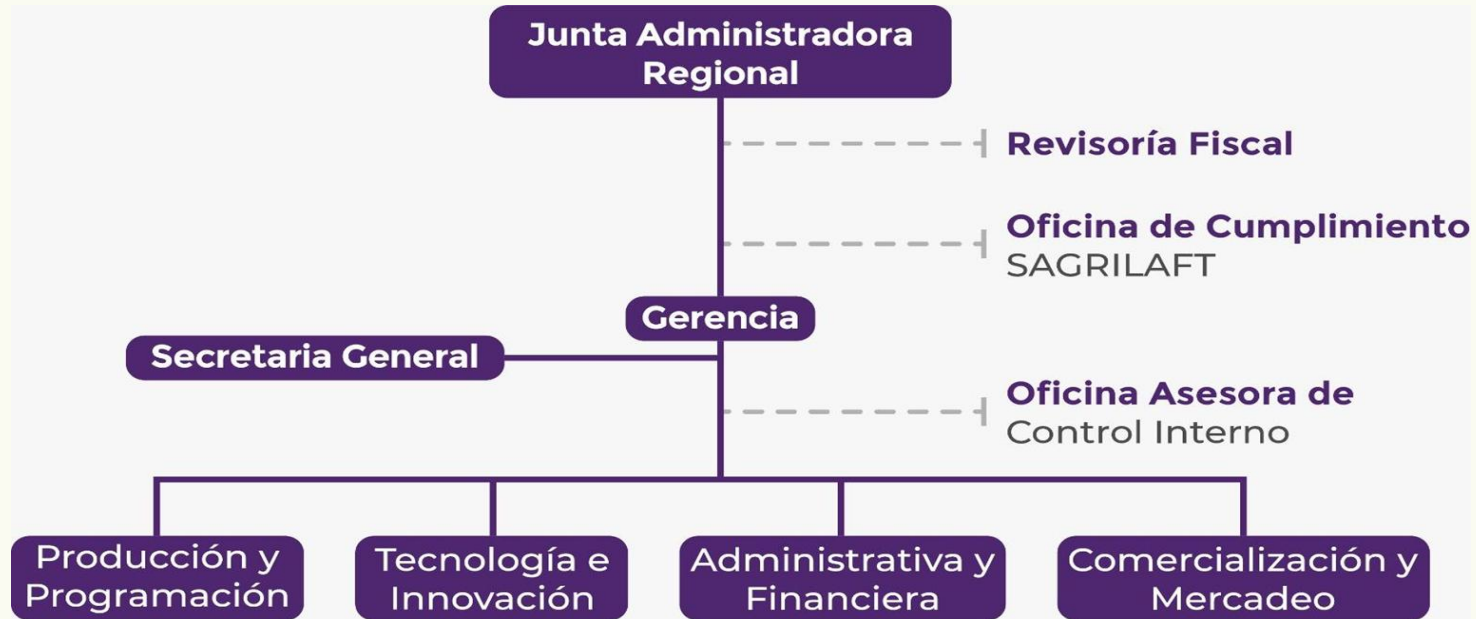 Junta Administradora
Regional
Revisoría Fiscal
Oficina de Cumplimiento
SAGRILAFT
Gerencia
Secretaria General
Oficina Asesora de
Control Interno
Producción y
Programación
Tecnología e
Innovación
Administrativa y
Financiera
Comercialización y
Mercadeo